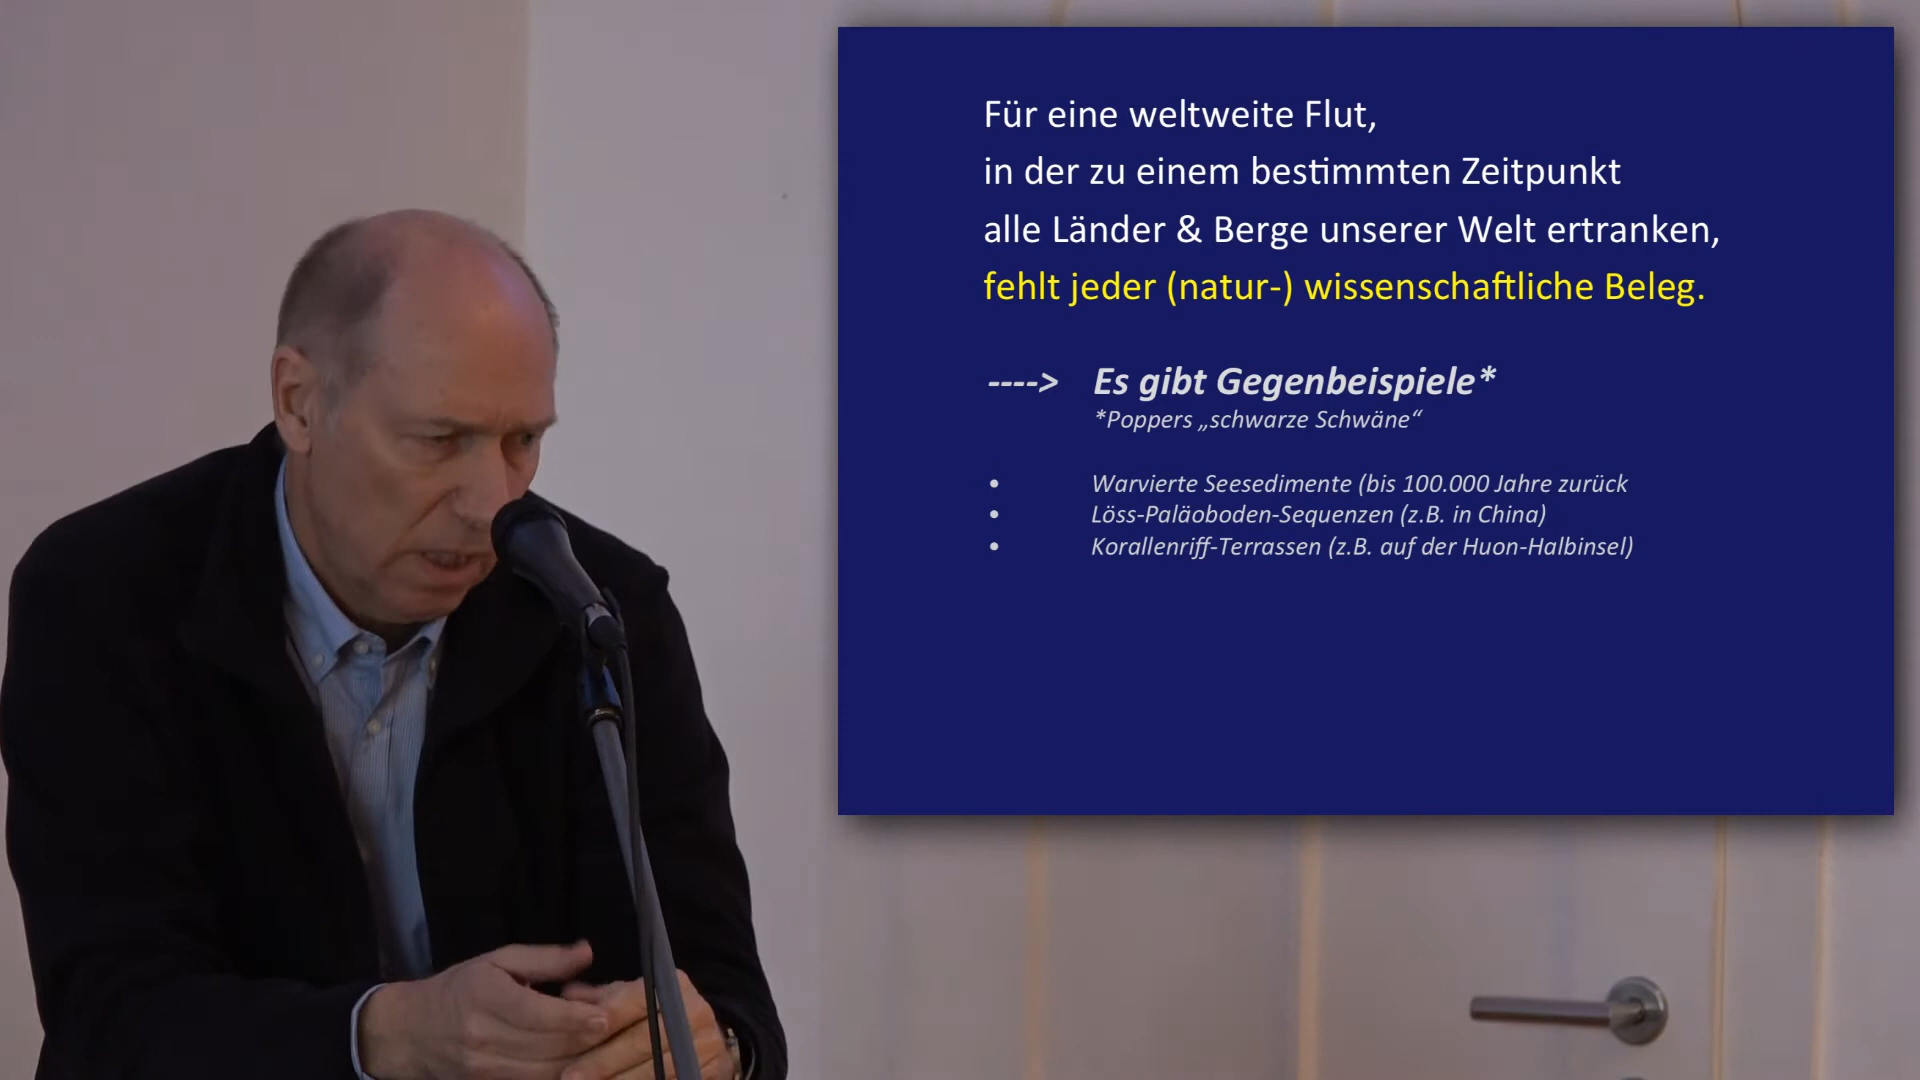 Für eine weltweite Flut,
in der zu einem bestimmten Zeitpunkt
alle Länder & Berge unserer Welt ertranken,
fehlt jeder (natur-) wissenschaftliche Beleg.
----> Es gibt Gegenbeispiele*
*Poppers „schwarze Schwäne“
• Warvierte Seesedimente (bis 100.000 Jahre zurück
• Löss-Paläoboden-Sequenzen (z.B. in China)
• Korallenriff-Terrassen (z.B. auf der Huon-Halbinsel)